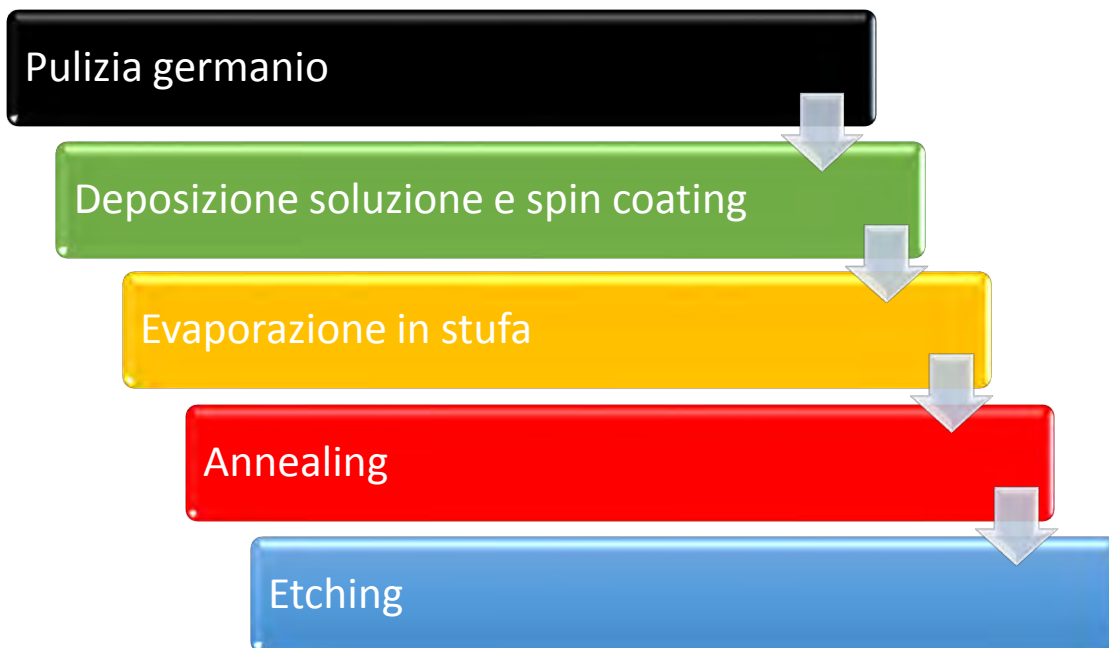 Pulizia germanio
Deposizione soluzione e spin coating
Evaporazione in stufa
Annealing
Etching